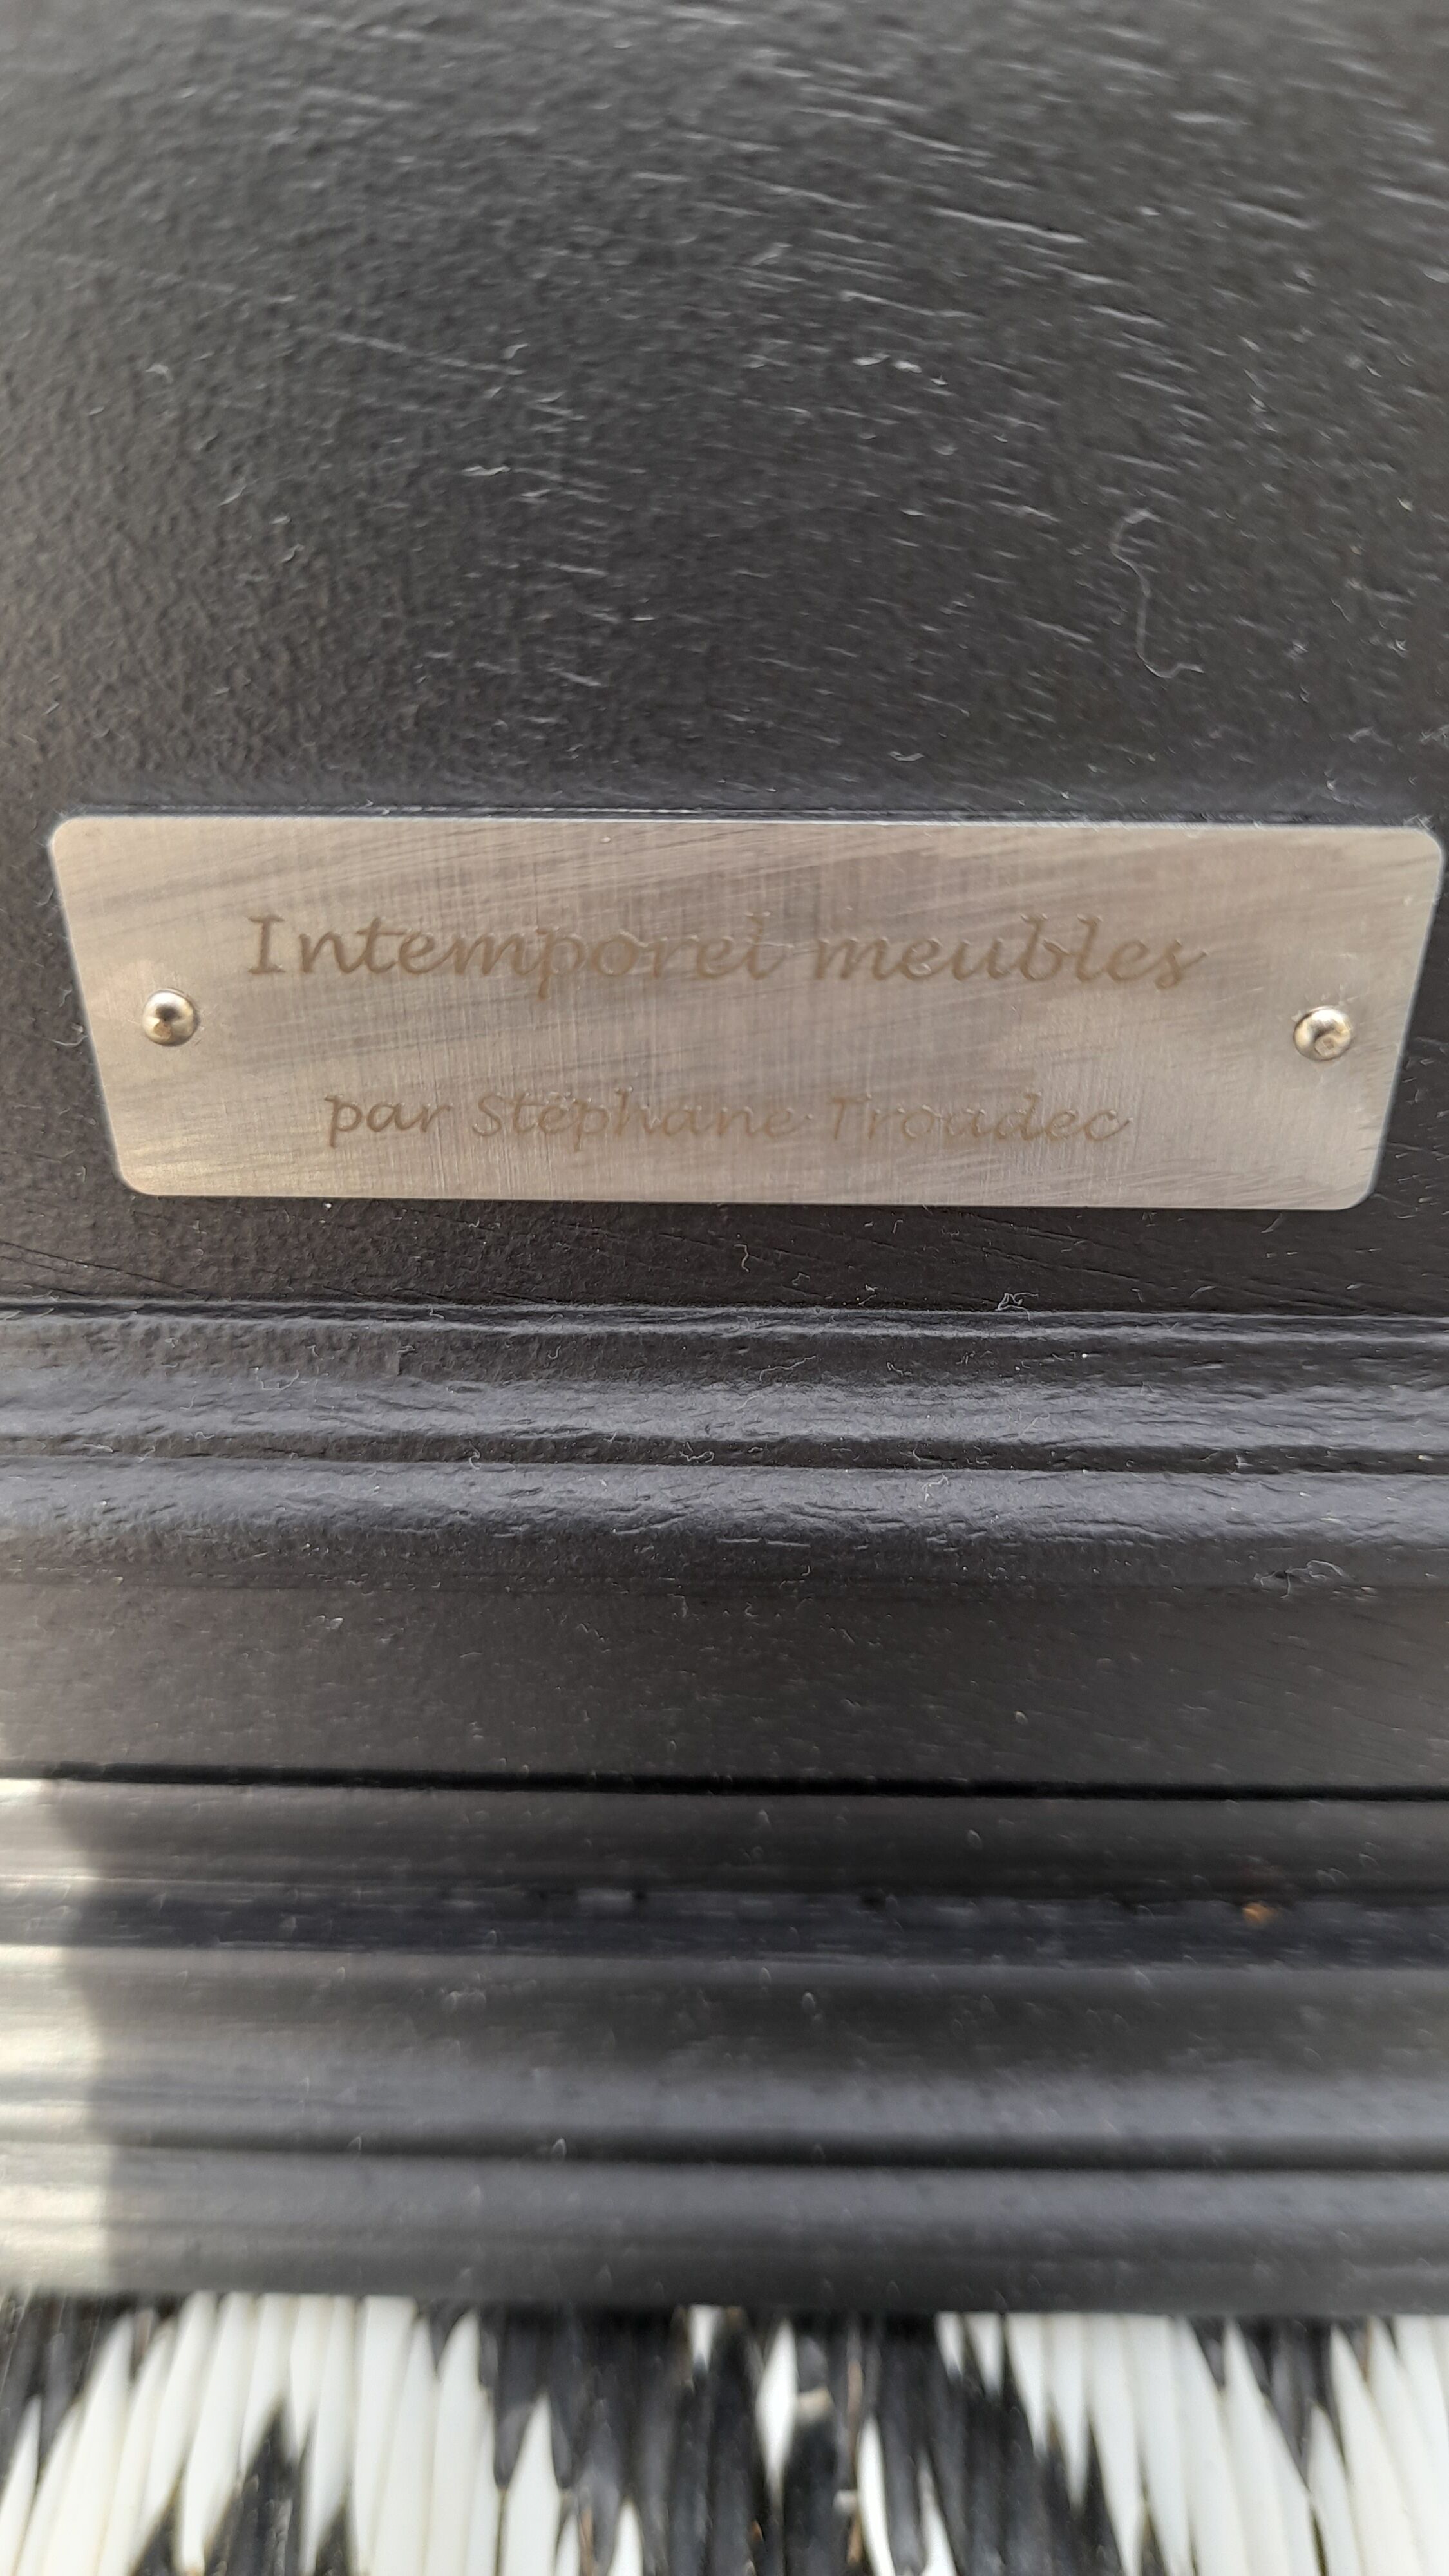 Intemporel meubles
par Stéphane Troadec